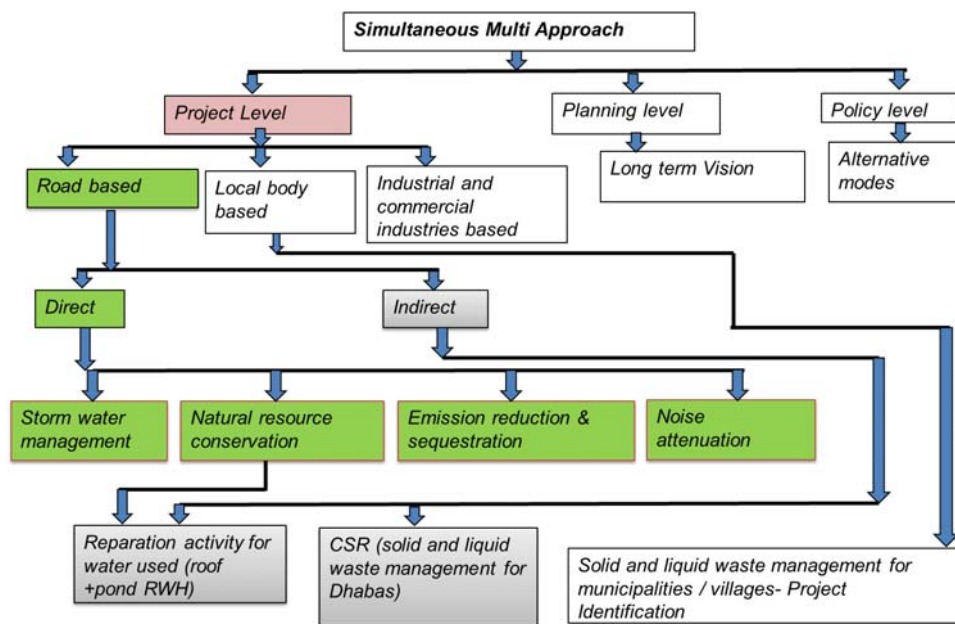 Simultaneous Multi Approach
Project Level
Planning level
Policy level
Long term Vision
Alternative
modes
Road based
Local body
based
Industrial and
commercial
industries based
Direct
Indirect
Storm water
management
Natural resource
conservation
Emission reduction &
sequestration
Noise
attenuation
Reparation activity for
water used (roof
+pond RWH)
CSR (solid and liquid
waste management for
Dhabas)
Solid and liquid waste management for
municipalities / villages- Project
Identification